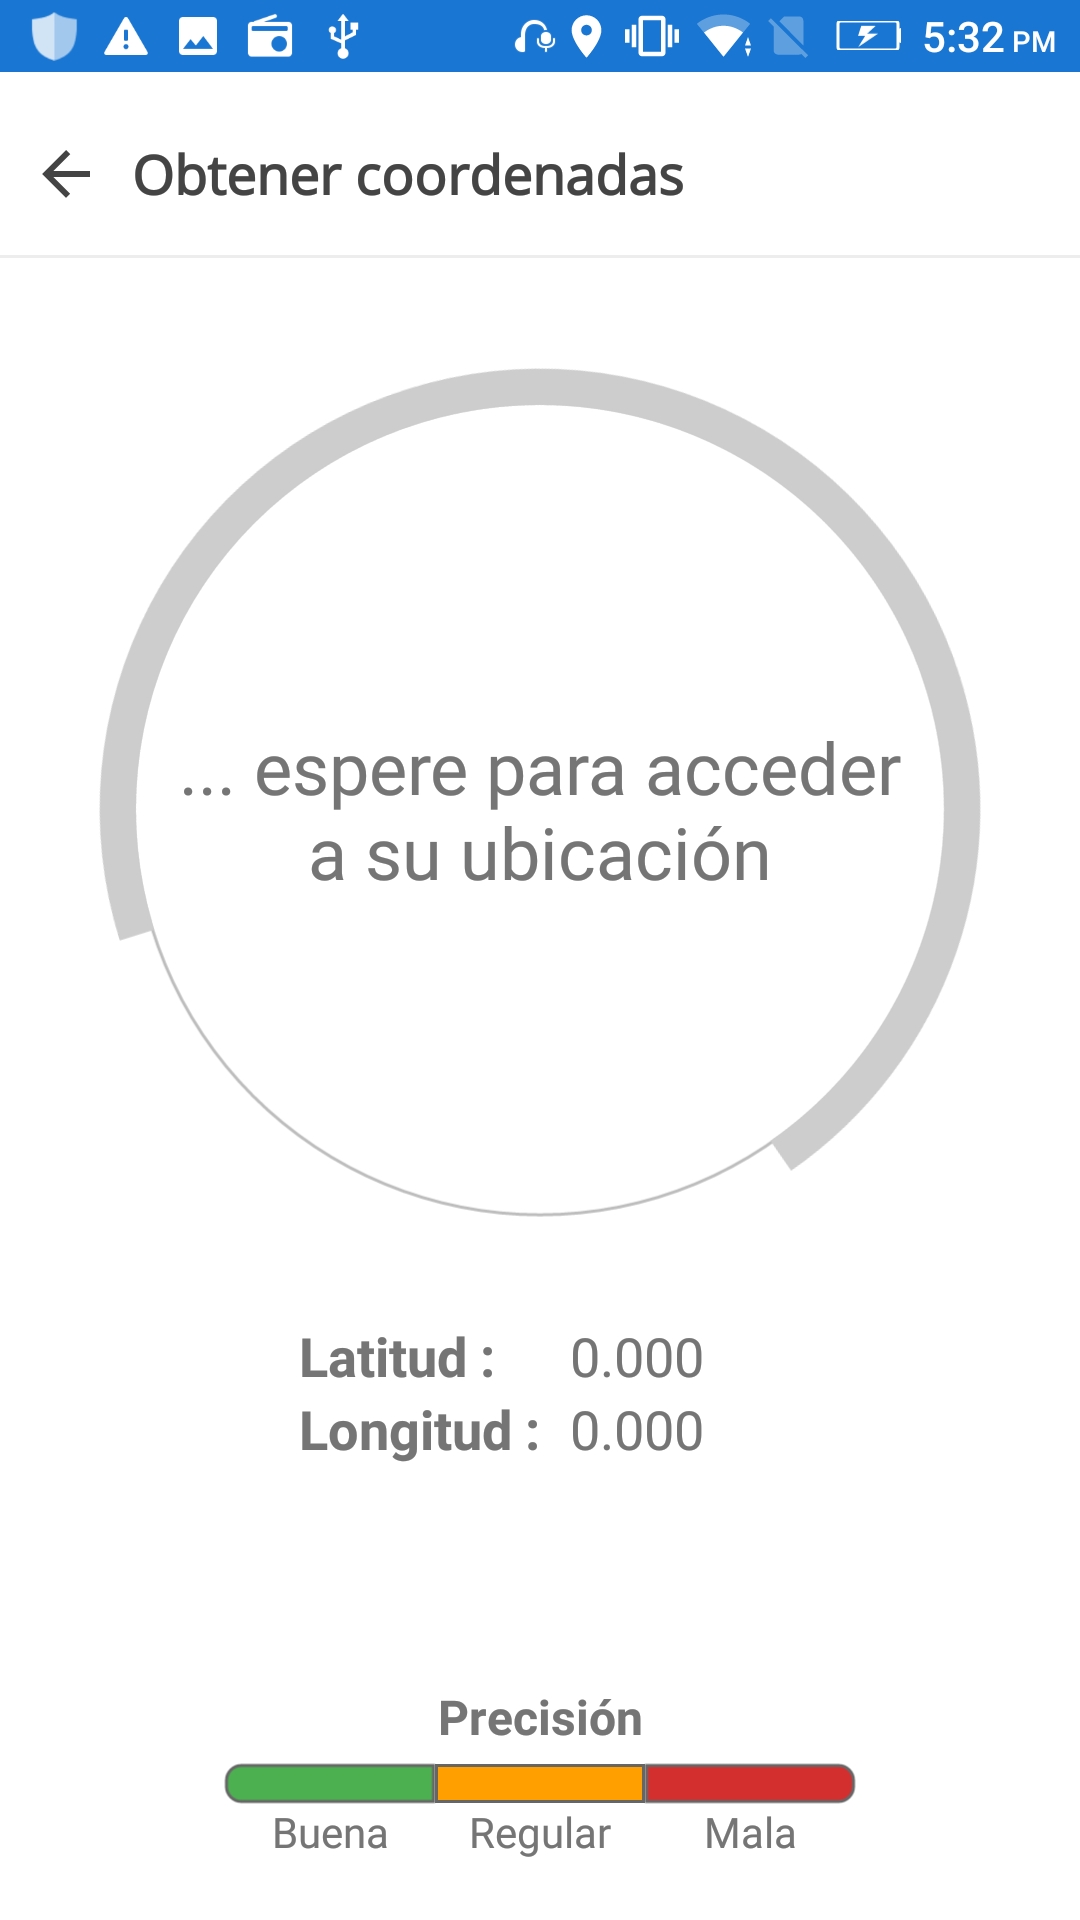 5:32 PM
Obtener coordenadas
... espere para acceder
a su ubicación
Latitud : 0.000
Longitud : 0.000
Precisión
Buena Regular Mala